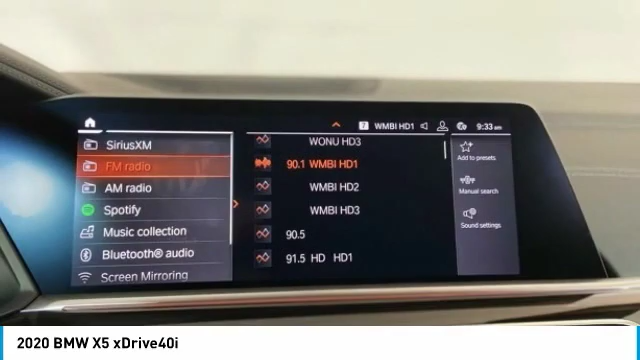 7 WMBI HD1 9:33 am
SiriusXM
FM radio
AM radio
Spotify
Music collection
Bluetooth® audio
Screen Mirroring
WONU HD3
90.1 WMBI HD1
WMBI HD2
WMBI HD3
90.5
91.5 HD HD1
Add to presets
Manual search
Sound settings
2020 BMW X5 xDrive40i